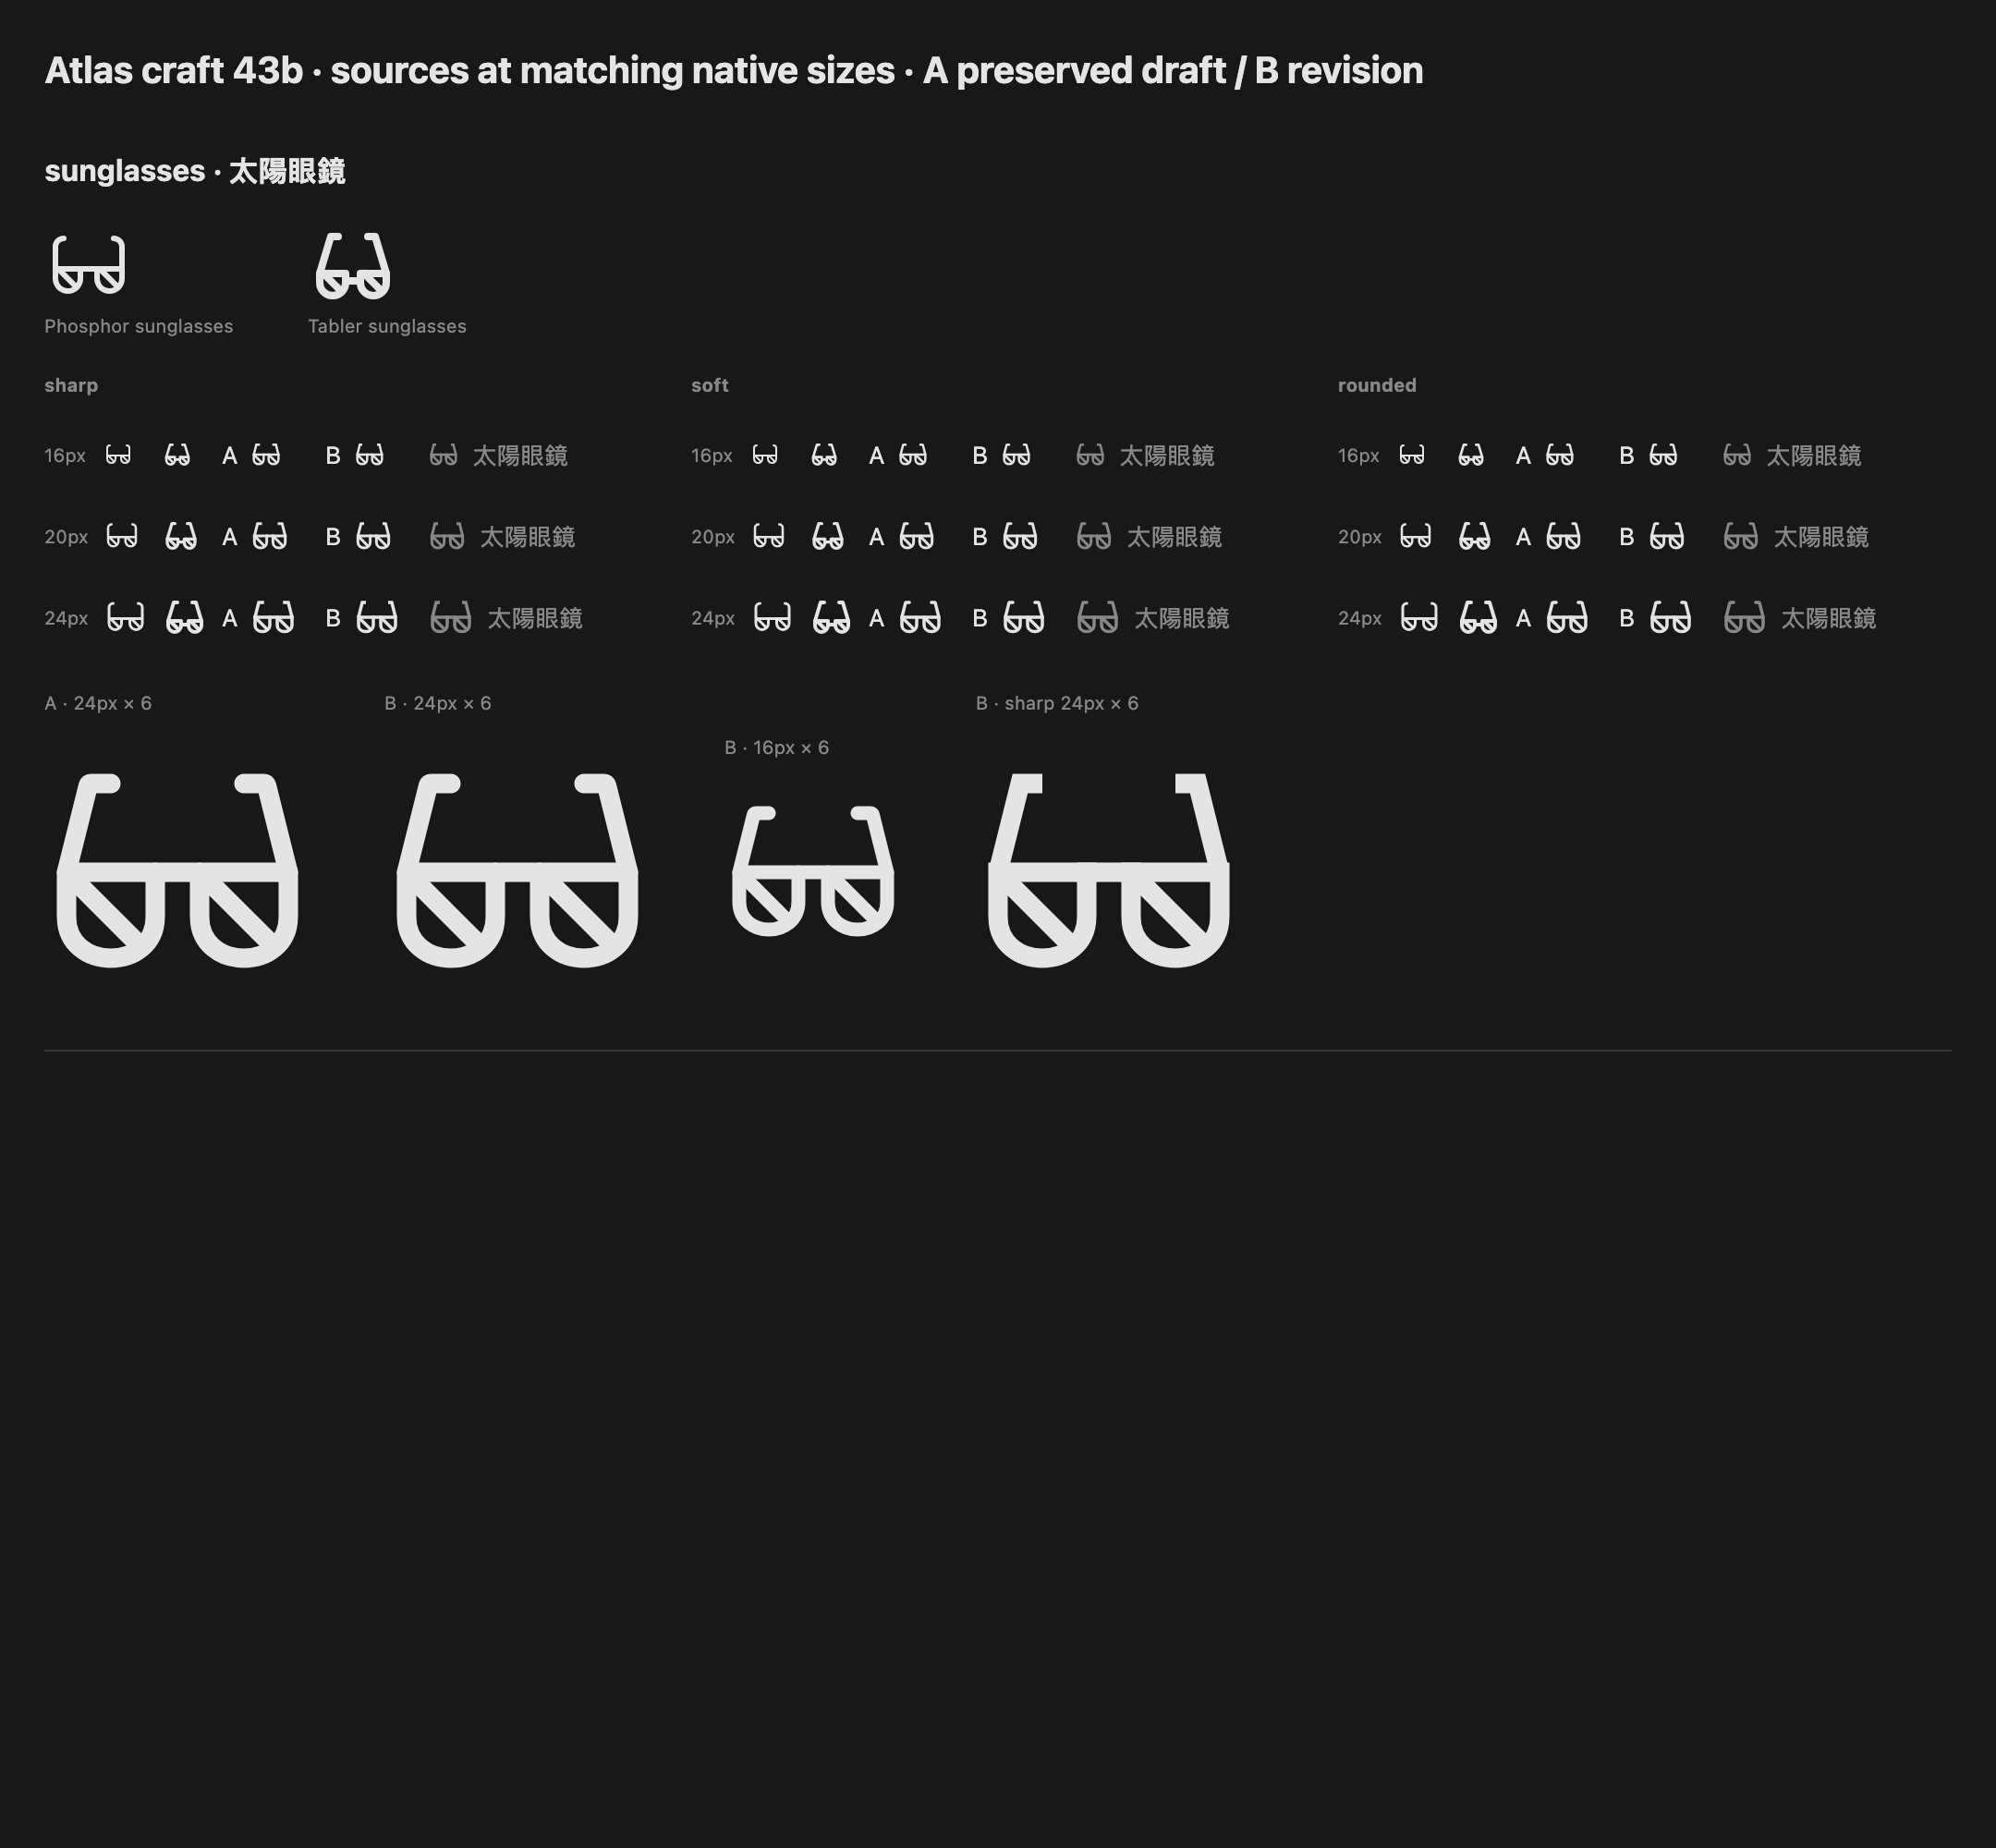 Atlas craft 43b · sources at matching native sizes · A preserved draft / B revision
sunglasses · 太陽眼鏡
Phosphor sunglasses
Tabler sunglasses
sharp
soft
rounded
16px A B 太陽眼鏡
16px A B 太陽眼鏡
16px A B 太陽眼鏡
20px A B 太陽眼鏡
20px A B 太陽眼鏡
20px A B 太陽眼鏡
24px A B 太陽眼鏡
24px A B 太陽眼鏡
24px A B 太陽眼鏡
A · 24px × 6
B · 24px × 6
B · 16px × 6
B · sharp 24px × 6